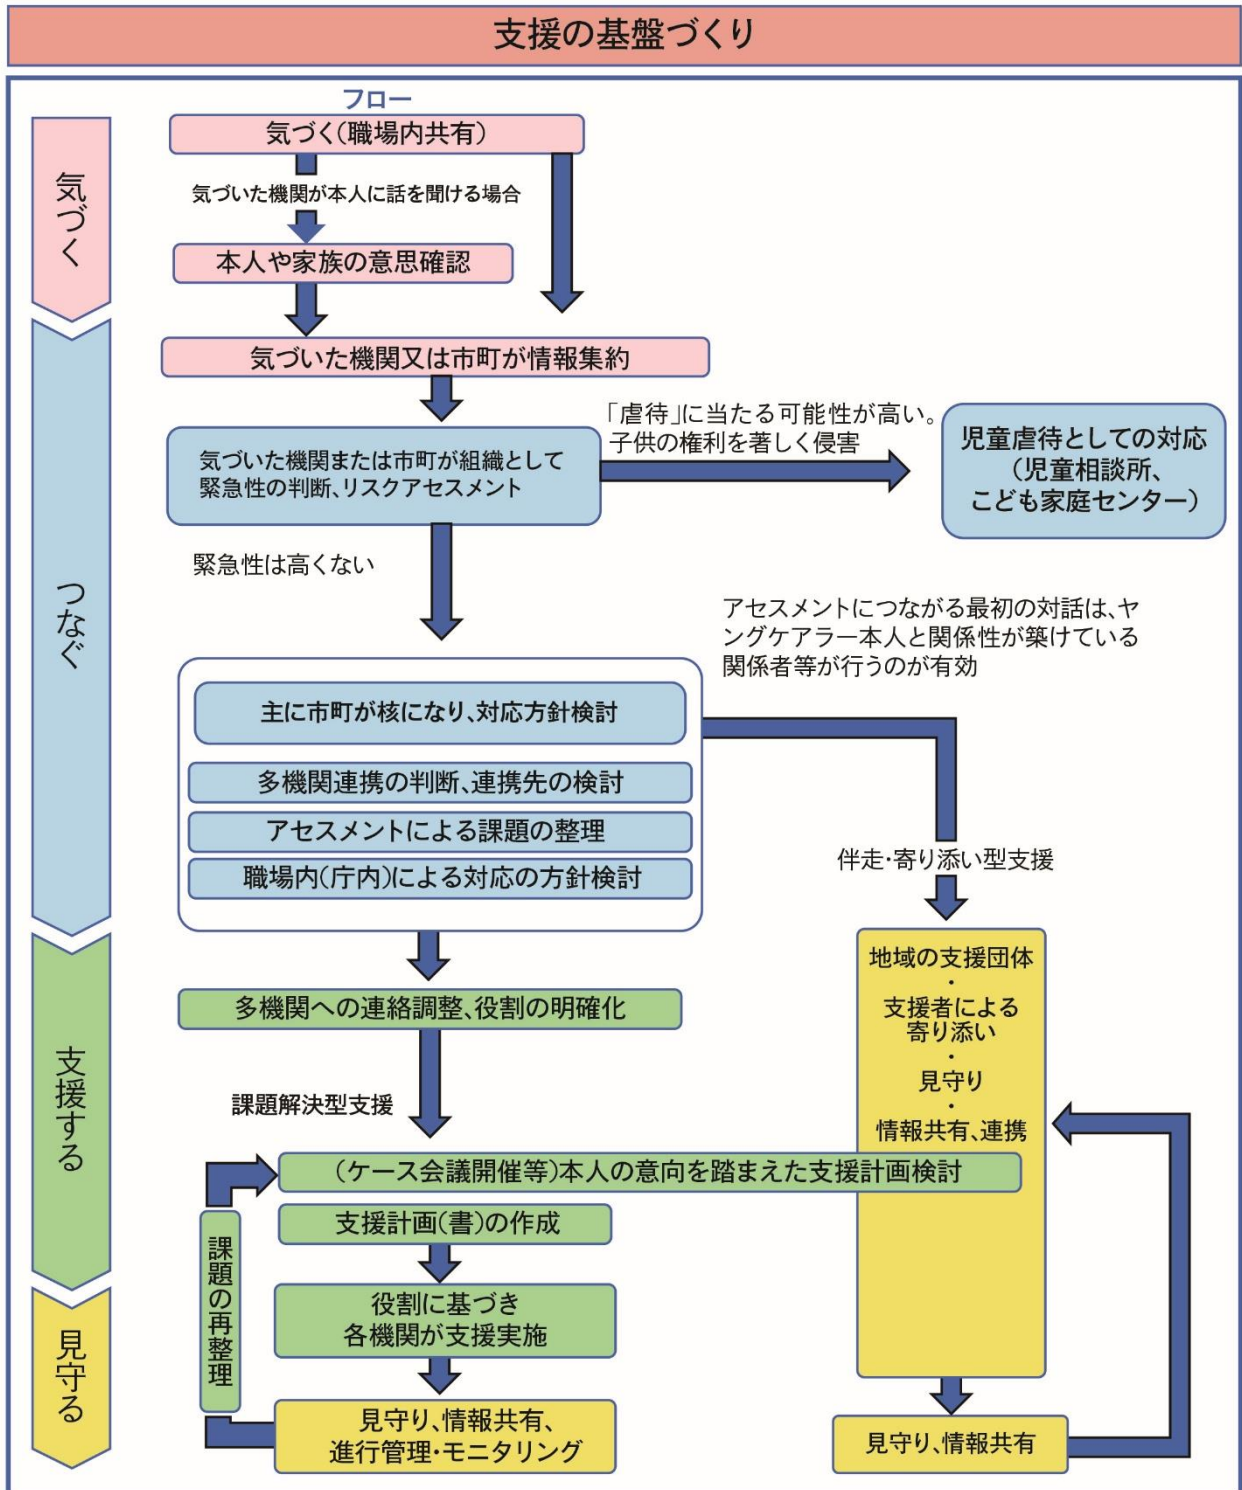 支援の基盤づくり
フロー
気づく
気づく(職場内共有)
気づいた機関が本人に話を聞ける場合
本人や家族の意思確認
気づいた機関又は市町が情報集約
つなぐ
気づいた機関または市町が組織として
緊急性の判断、リスクアセスメント
「虐待」に当たる可能性が高い。
子供の権利を著しく侵害
児童虐待としての対応
(児童相談所、
こども家庭センター)
緊急性は高くない
アセスメントにつながる最初の対話は、ヤ
ングケアラー本人と関係性が築けている
関係者等が行うのが有効
主に市町が核になり、対応方針検討
多機関連携の判断、連携先の検討
アセスメントによる課題の整理
職場内(庁内)による対応の方針検討
伴走・寄り添い型支援
支援する
多機関への連絡調整、役割の明確化
課題解決型支援
地域の支援団体
・
支援者による
寄り添い
・
見守り
・
情報共有、連携
(ケース会議開催等)本人の意向を踏まえた支援計画検討
支援計画(書)の作成
課題の再整理
役割に基づき
各機関が支援実施
見守る
見守り、情報共有、
進行管理・モニタリング
見守り、情報共有